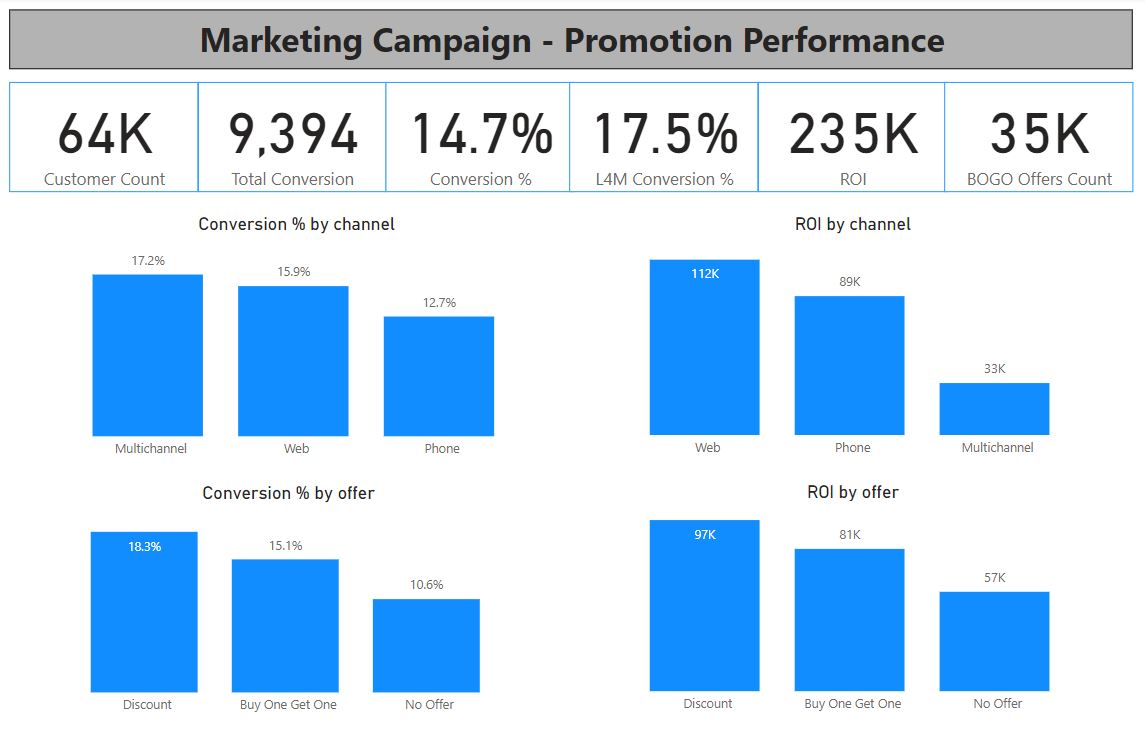 Marketing Campaign - Promotion Performance
64K
Customer Count
9,394
Total Conversion
14.7%
Conversion %
17.5%
L4M Conversion %
235K
ROI
35K
BOGO Offers Count
Conversion % by channel
17.2%
15.9%
12.7%
Multichannel
Web
Phone
ROI by channel
112K
89K
33K
Web
Phone
Multichannel
Conversion % by offer
18.3%
15.1%
10.6%
Discount
Buy One Get One
No Offer
ROI by offer
97K
81K
57K
Discount
Buy One Get One
No Offer